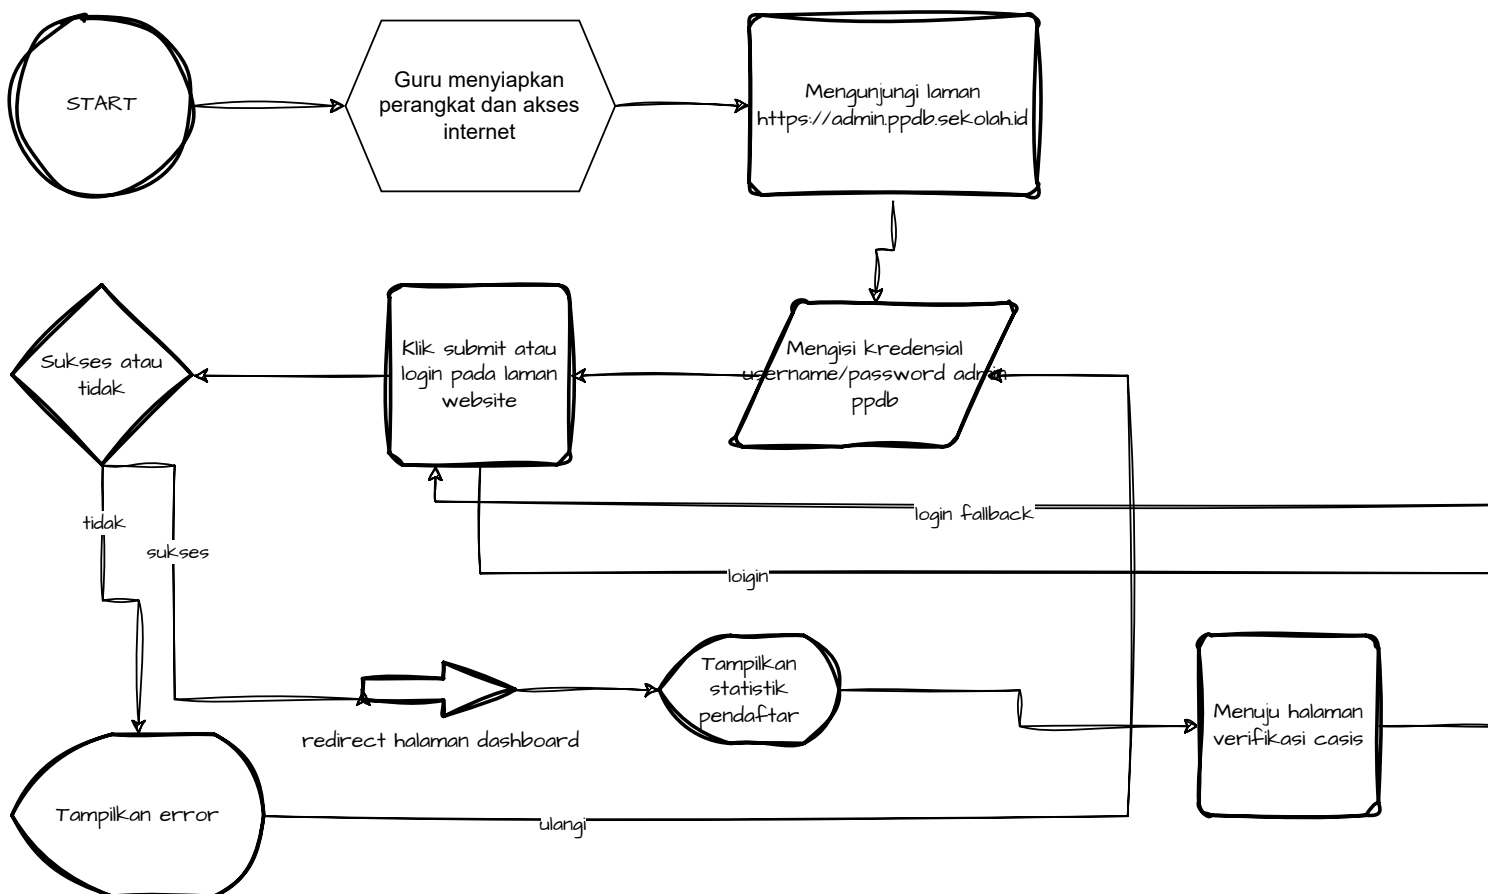 START
Guru menyiapkan
perangkat dan akses
internet
Mengunjungi laman
https://admin.ppdb.sekolah.id
Sukses atau
tidak
Klik submit atau
login pada laman
website
Mengisi kredensial
username/password admin
ppdb
tidak
sukses
login fallback
loigin
redirect halaman dashboard
Tampilkan
statistik
pendaftar
Menuju halaman
verifikasi casis
Tampilkan error
ulangi